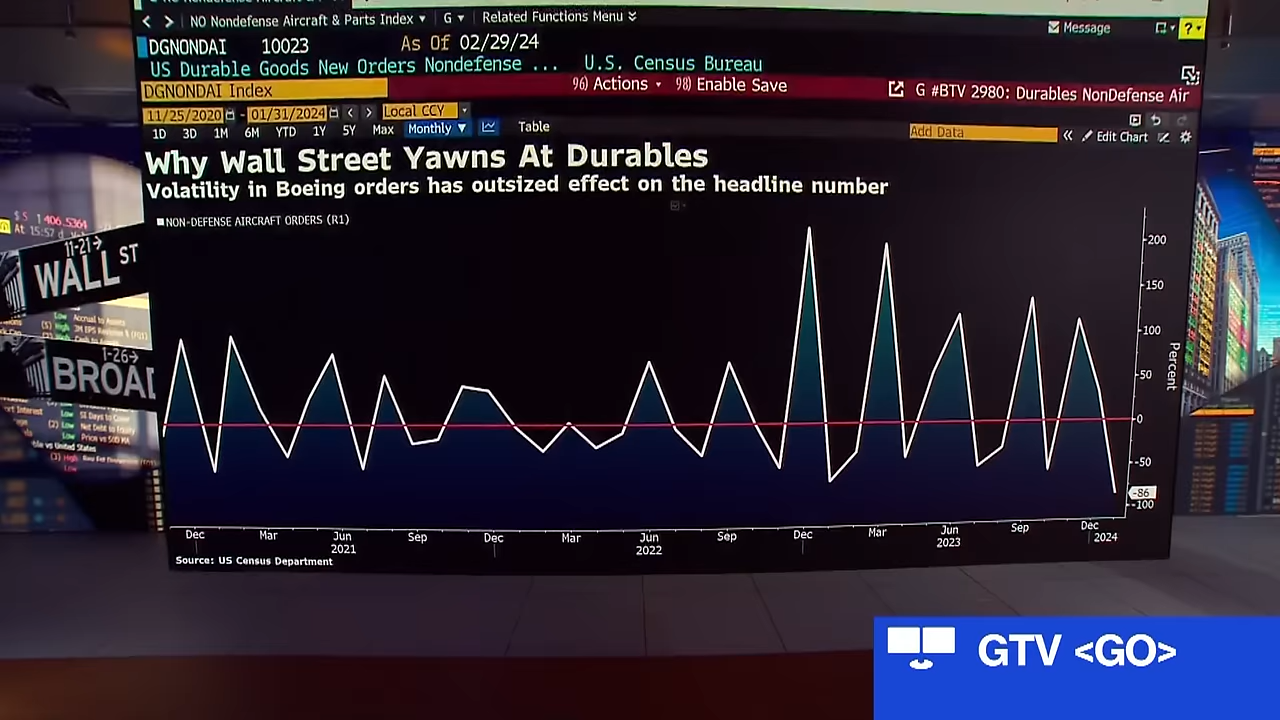 NO Nondefense Aircraft & Parts Index ▾ G ▾ Related Functions Menu
Message
?
DGNONDAI 10023 As Of 02/29/24
US Durable Goods New Orders Nondefense ... U.S. Census Bureau
DGNONDAI Index 96) Actions 98) Enable Save G #BTV 2980: Durables NonDefense Air
11/25/2020 - 01/31/2024 < > Local CCY
1D 3D 1M 6M YTD 1Y 5Y Max Monthly ▼ Table Add Data « Edit Chart
Why Wall Street Yawns At Durables
Volatility in Boeing orders has outsized effect on the headline number
NON-DEFENSE AIRCRAFT ORDERS (R1)
200
150
100
50
0
-50
-86
-100
Percent
Dec Mar Jun Sep Dec Mar Jun Sep Dec Mar Jun Sep Dec
2021 2022 2023 2024
Source: US Census Department
11-21→
WALL ST
1-26→
BROAD
GTV <GO>